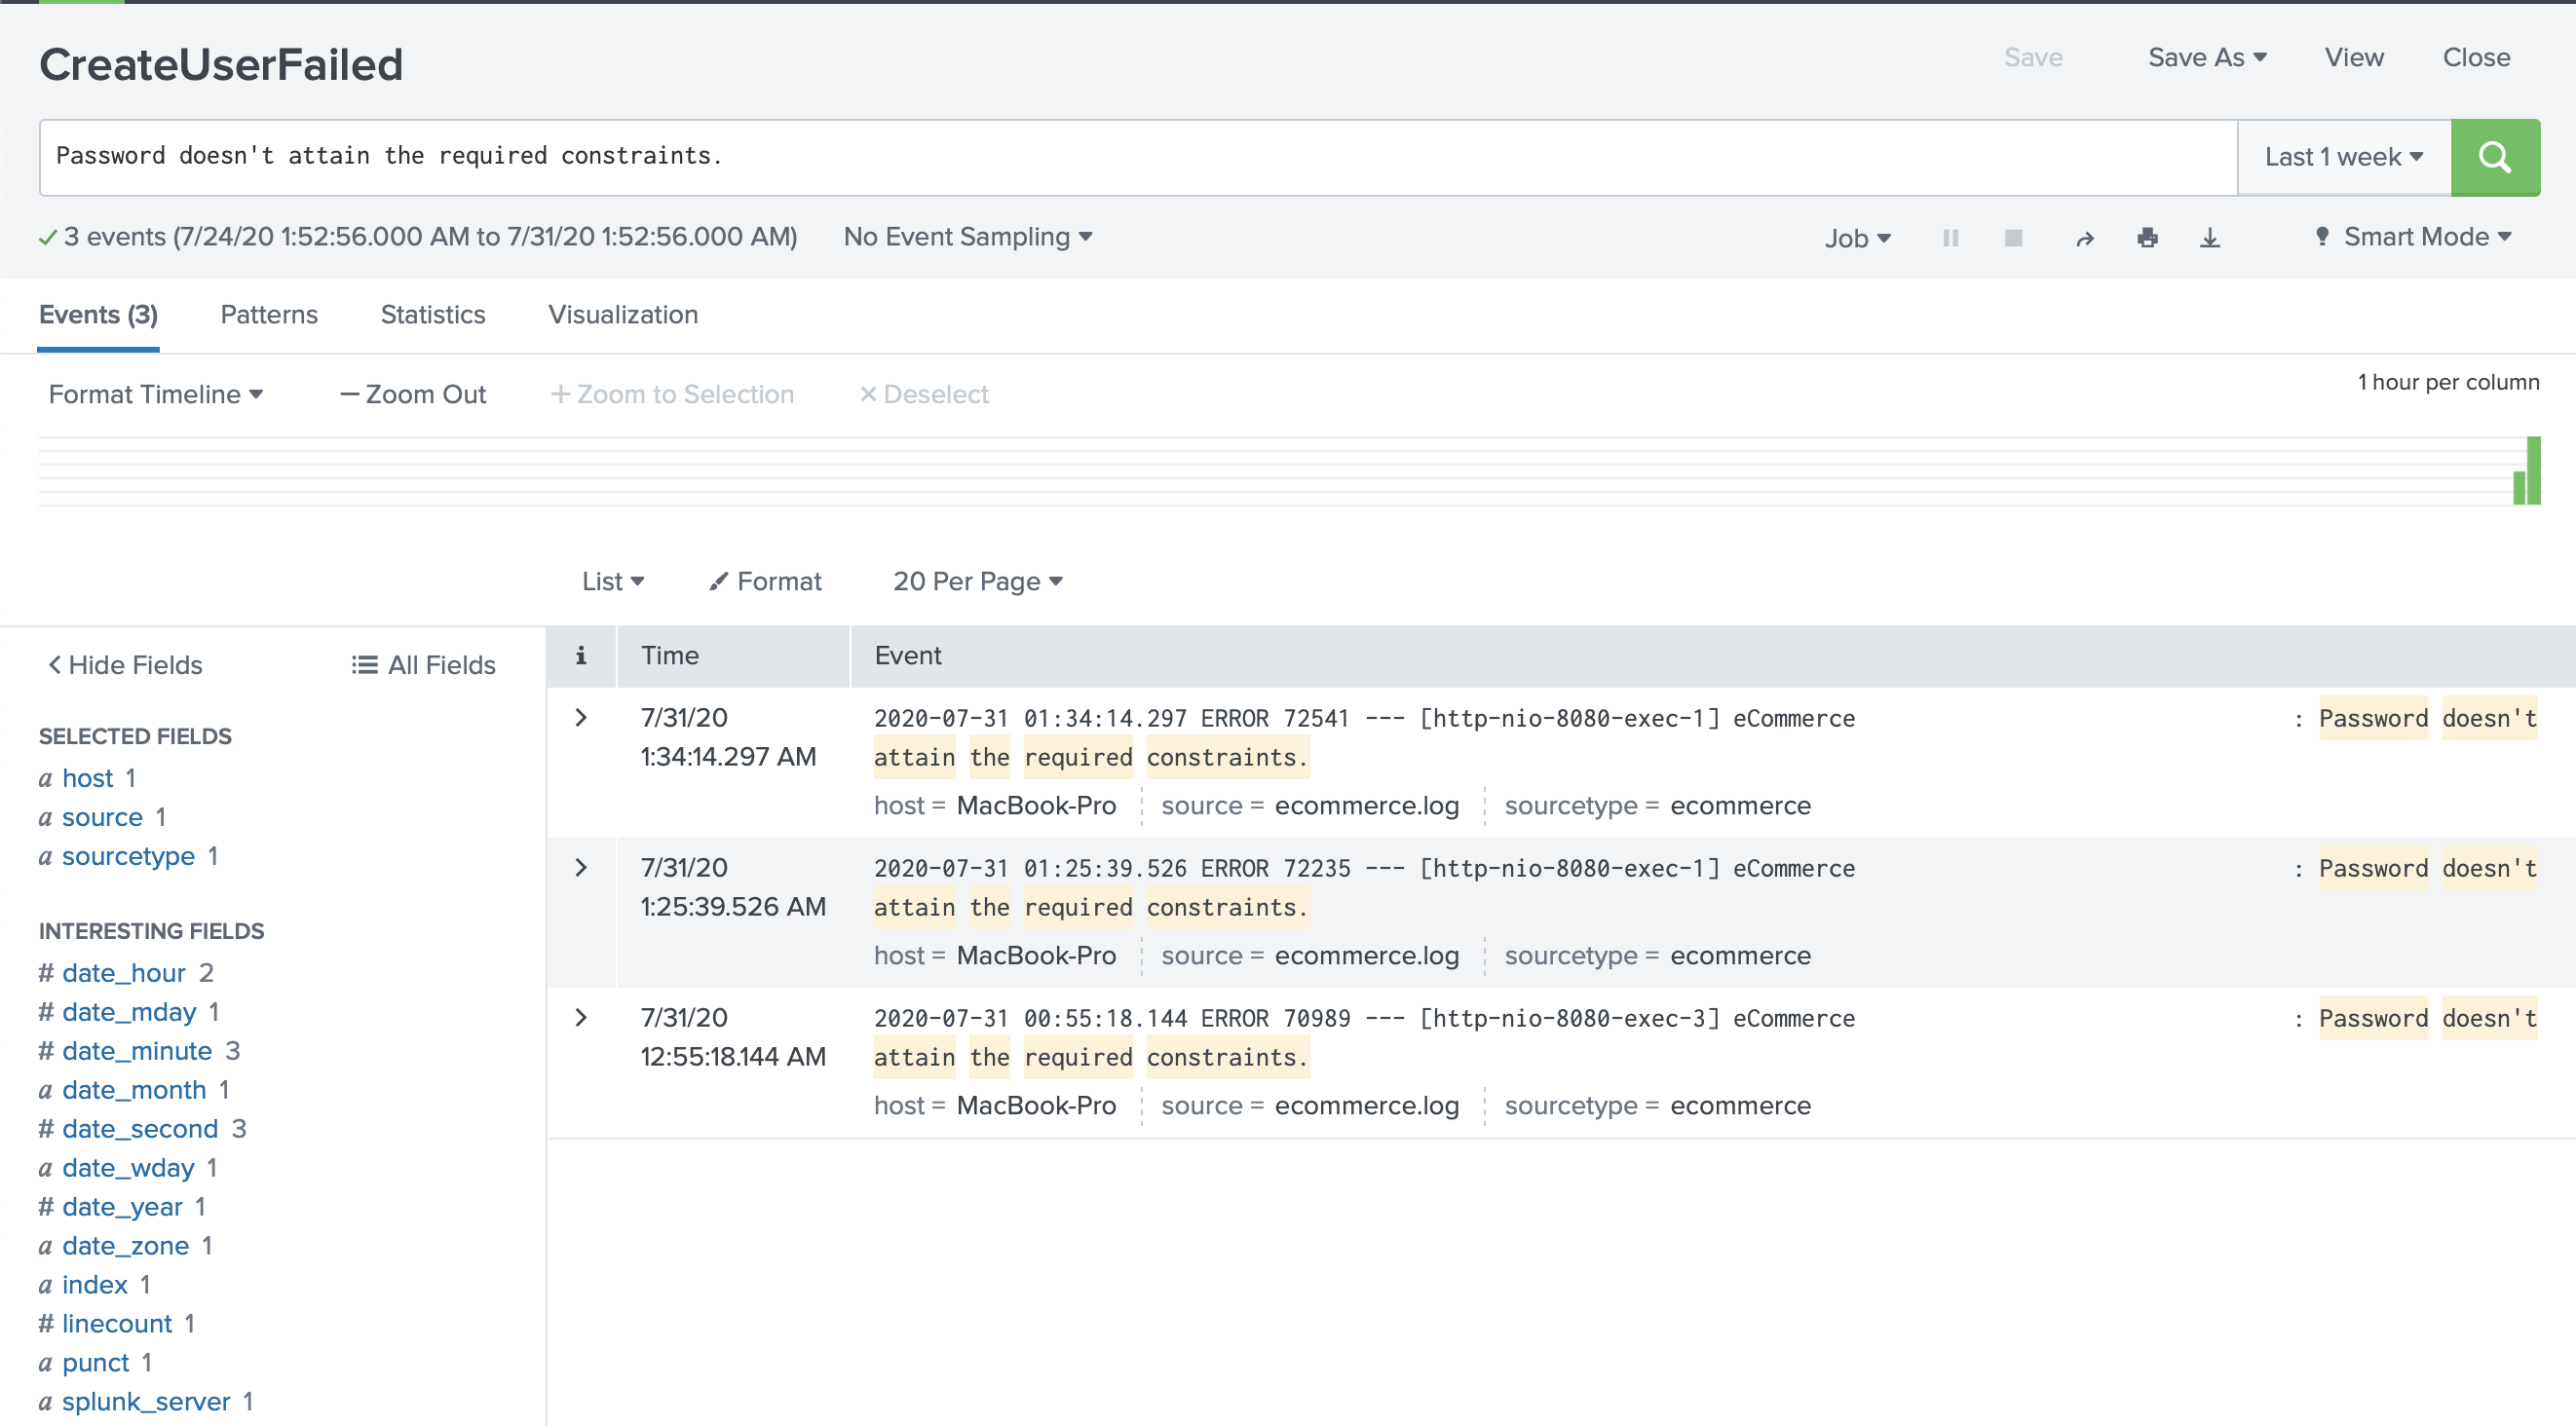 CreateUserFailed
Save Save As View Close
Password doesn't attain the required constraints.
Last 1 week
3 events (7/24/20 1:52:56.000 AM to 7/31/20 1:52:56.000 AM) No Event Sampling
Job Smart Mode
Events (3) Patterns Statistics Visualization
Format Timeline — Zoom Out + Zoom to Selection × Deselect
1 hour per column
List Format 20 Per Page
< Hide Fields All Fields
SELECTED FIELDS
a host 1
a source 1
a sourcetype 1
INTERESTING FIELDS
# date_hour 2
# date_mday 1
# date_minute 3
a date_month 1
# date_second 3
a date_wday 1
# date_year 1
a date_zone 1
a index 1
# linecount 1
a punct 1
a splunk_server 1
i Time Event
7/31/20
1:34:14.297 AM
2020-07-31 01:34:14.297 ERROR 72541 --- [http-nio-8080-exec-1] eCommerce : Password doesn't
attain the required constraints.
host = MacBook-Pro source = ecommerce.log sourcetype = ecommerce
7/31/20
1:25:39.526 AM
2020-07-31 01:25:39.526 ERROR 72235 --- [http-nio-8080-exec-1] eCommerce : Password doesn't
attain the required constraints.
host = MacBook-Pro source = ecommerce.log sourcetype = ecommerce
7/31/20
12:55:18.144 AM
2020-07-31 00:55:18.144 ERROR 70989 --- [http-nio-8080-exec-3] eCommerce : Password doesn't
attain the required constraints.
host = MacBook-Pro source = ecommerce.log sourcetype = ecommerce